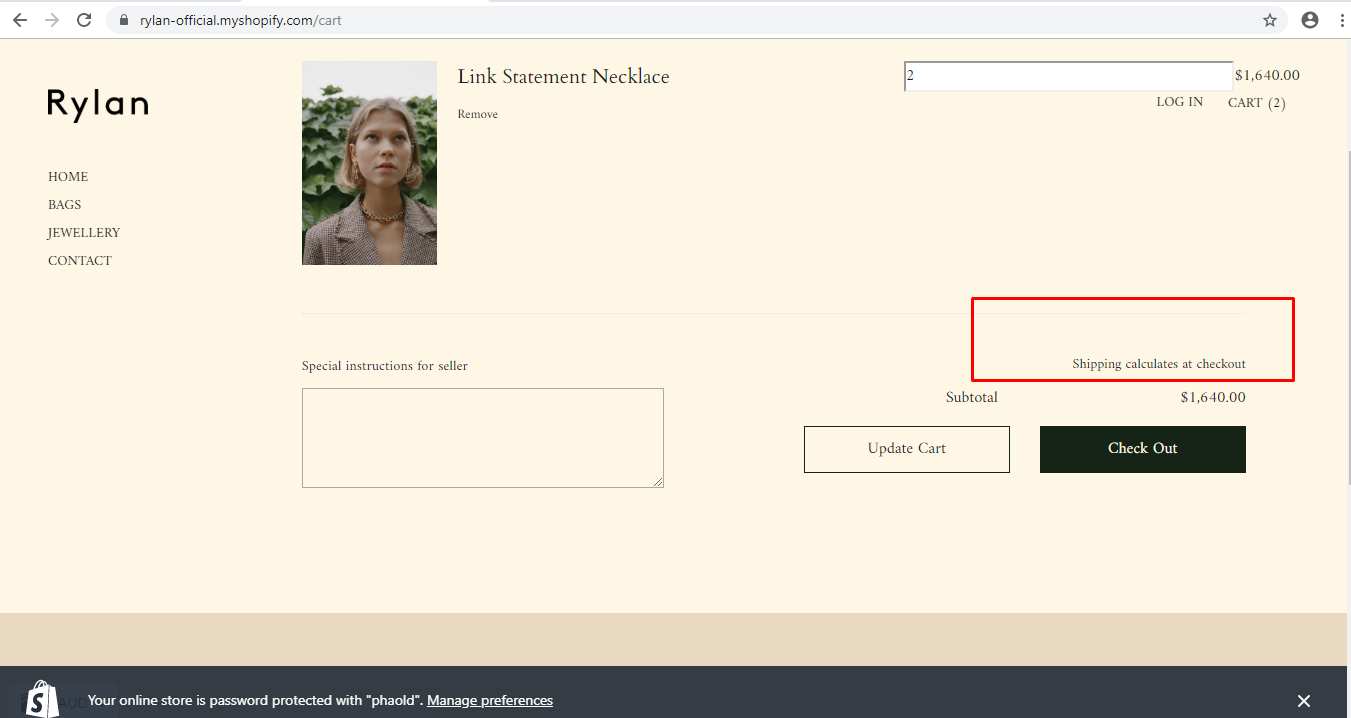 rylan-official.myshopify.com/cart
Rylan
Link Statement Necklace
2
$1,640.00
Remove
LOG IN
CART (2)
HOME
BAGS
JEWELLERY
CONTACT
Special instructions for seller
Shipping calculates at checkout
Subtotal
$1,640.00
Update Cart
Check Out
AUD
Your online store is password protected with "phaold". Manage preferences